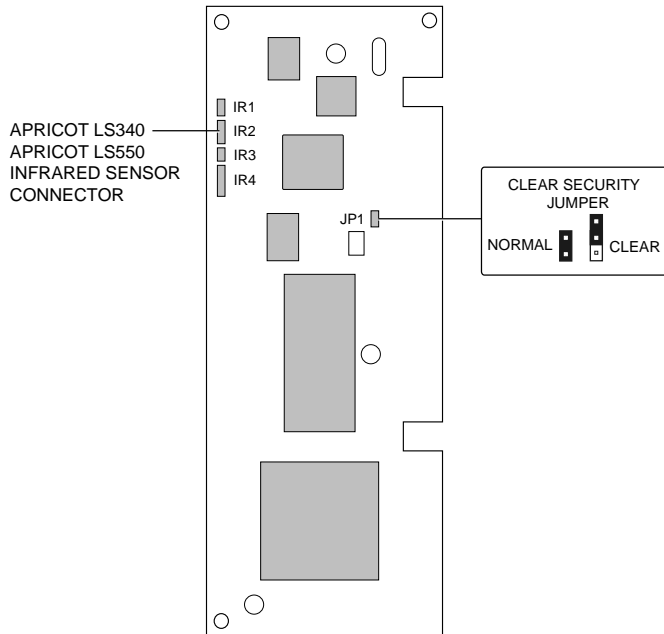 IR1
APRICOT LS340
APRICOT LS550
INFRARED SENSOR
CONNECTOR
IR2
IR3
IR4
JP1
CLEAR SECURITY
JUMPER
NORMAL
CLEAR